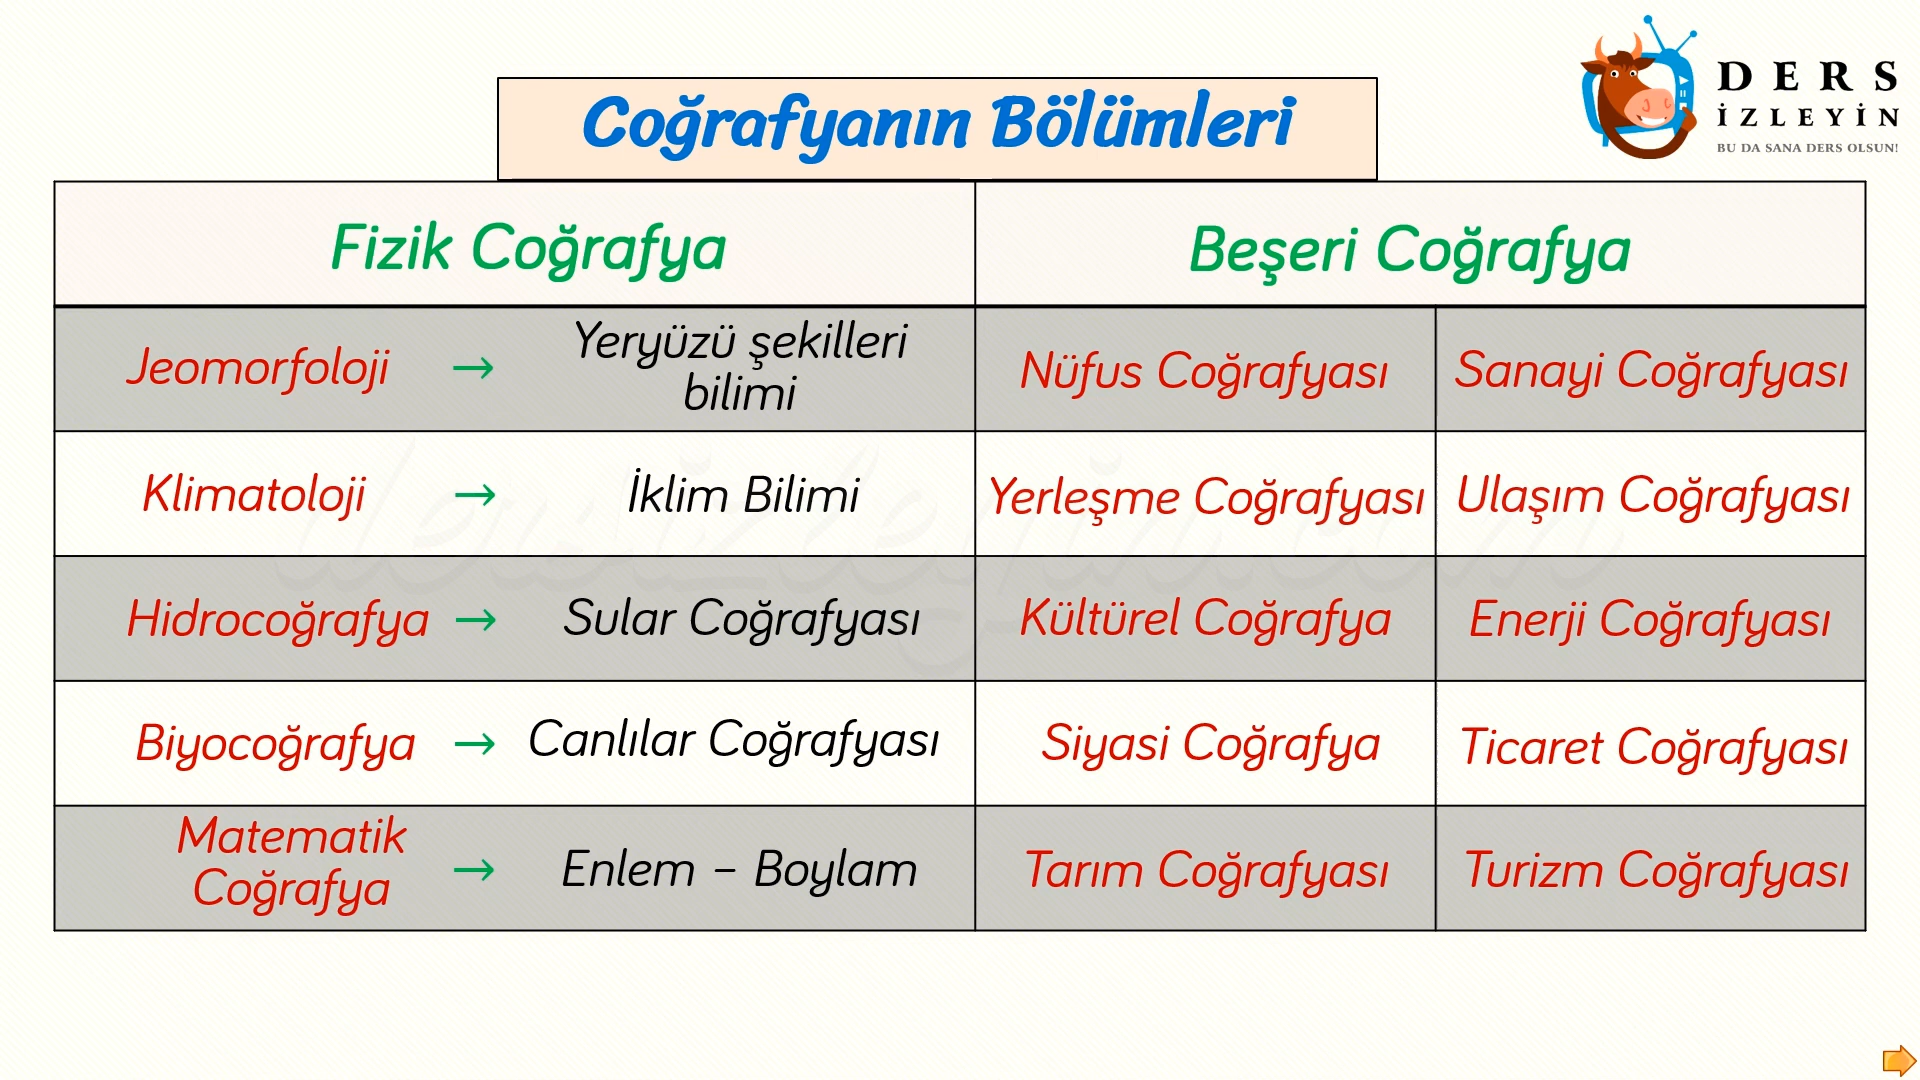 DERS
İZLEYİN
BU DA SANA DERS OLSUN!
Coğrafyanın Bölümleri
Fizik Coğrafya
Beşeri Coğrafya
Jeomorfoloji → Yeryüzü şekilleri
bilimi
Nüfus Coğrafyası
Sanayi Coğrafyası
Klimatoloji → İklim Bilimi
Yerleşme Coğrafyası
Ulaşım Coğrafyası
Hidrocoğrafya → Sular Coğrafyası
Kültürel Coğrafya
Enerji Coğrafyası
Biyocoğrafya → Canlılar Coğrafyası
Siyasi Coğrafya
Ticaret Coğrafyası
Matematik
Coğrafya → Enlem – Boylam
Tarım Coğrafyası
Turizm Coğrafyası
dersizleyin.com